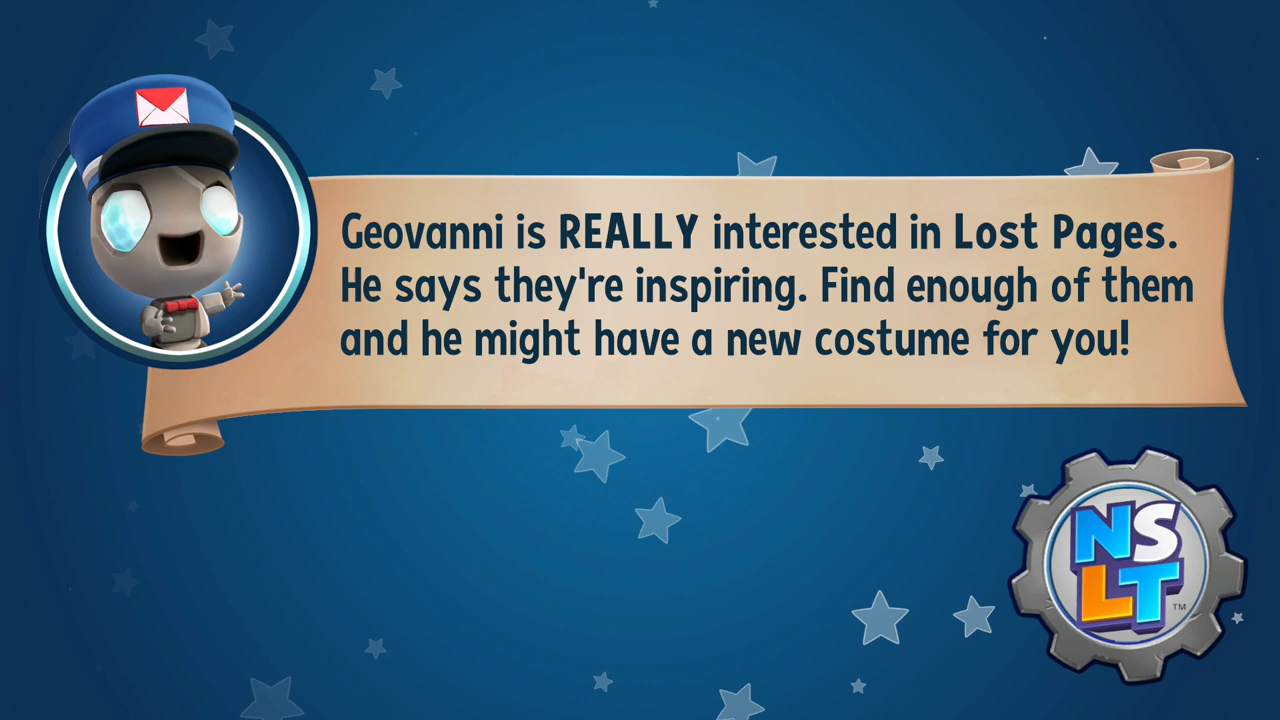 Geovanni is REALLY interested in Lost Pages.
He says they're inspiring. Find enough of them
and he might have a new costume for you!
NS
LT
TM